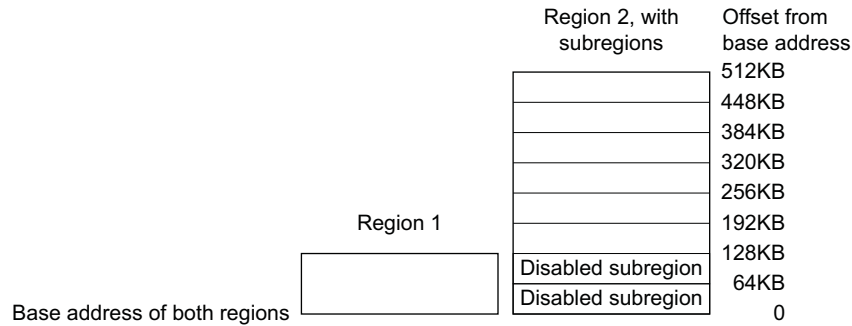 Region 2, with
subregions
Offset from
base address
512KB
448KB
384KB
320KB
256KB
192KB
Region 1
128KB
Disabled subregion
64KB
Disabled subregion
Base address of both regions
0